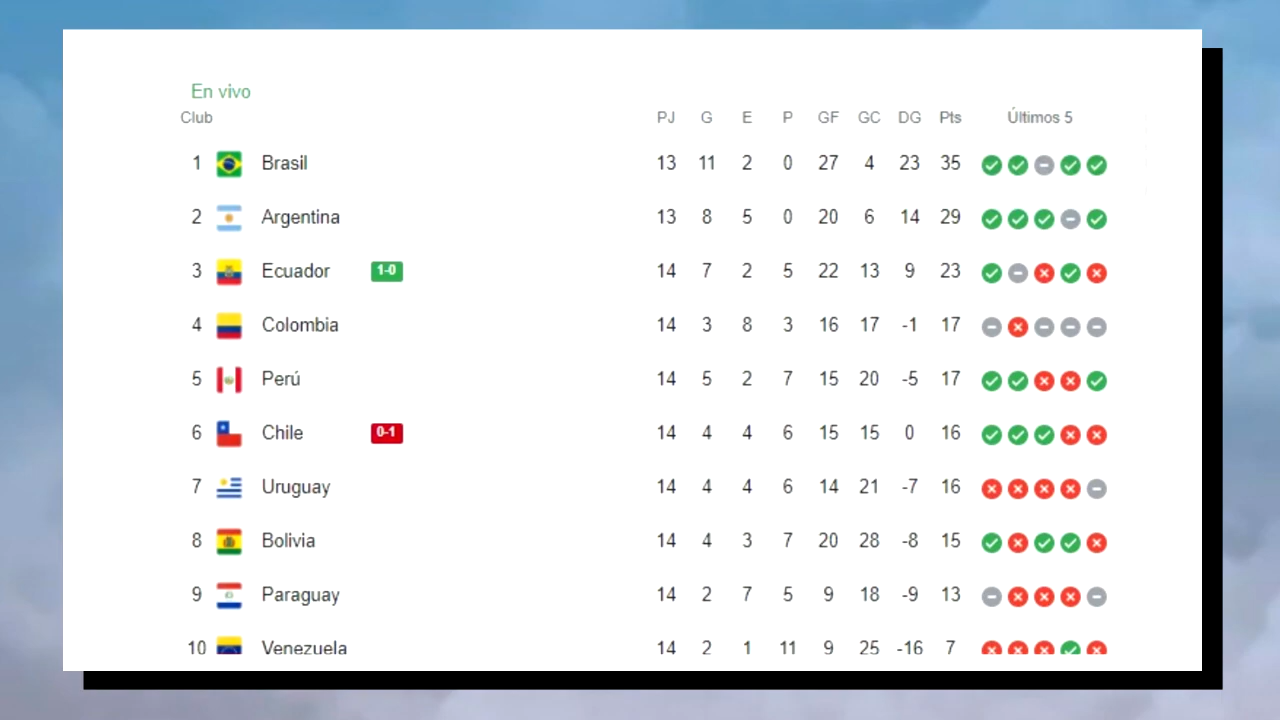 En vivo
Club PJ G E P GF GC DG Pts Últimos 5
1 Brasil 13 11 2 0 27 4 23 35
2 Argentina 13 8 5 0 20 6 14 29
3 Ecuador 1-0 14 7 2 5 22 13 9 23
4 Colombia 14 3 8 3 16 17 -1 17
5 Perú 14 5 2 7 15 20 -5 17
6 Chile 0-1 14 4 4 6 15 15 0 16
7 Uruguay 14 4 4 6 14 21 -7 16
8 Bolivia 14 4 3 7 20 28 -8 15
9 Paraguay 14 2 7 5 9 18 -9 13
10 Venezuela 14 2 1 11 9 25 -16 7